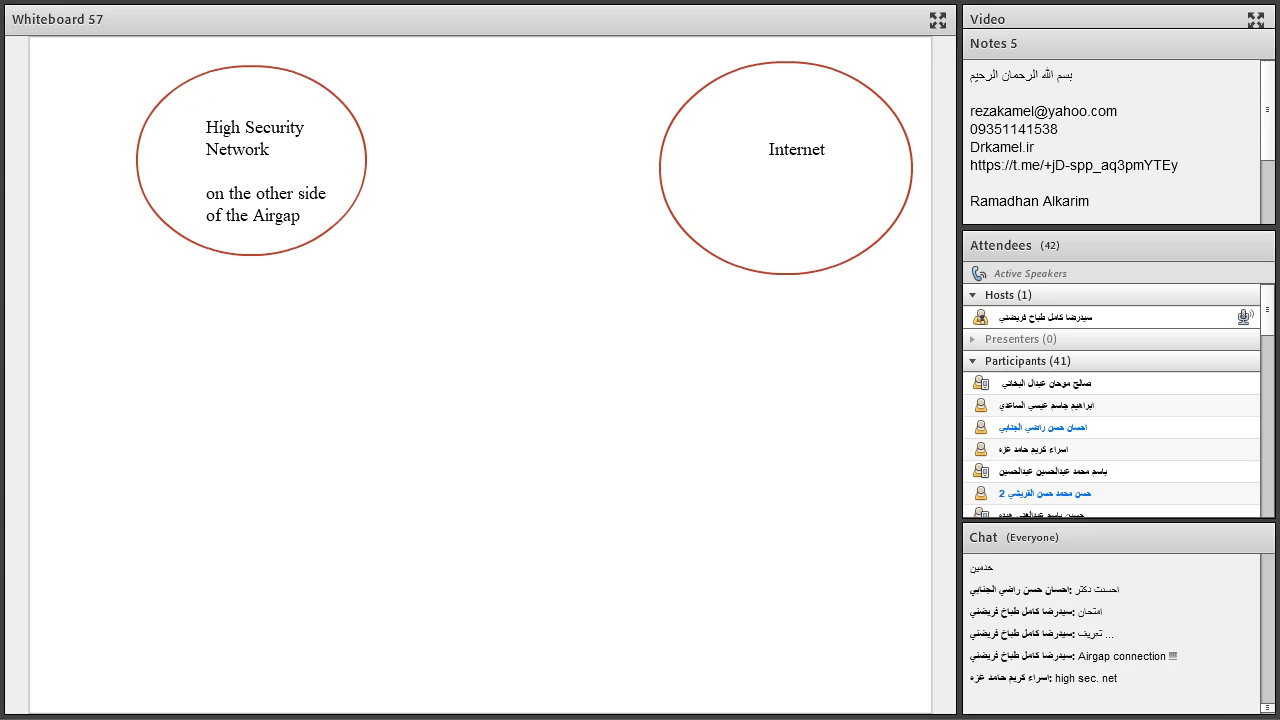 Whiteboard 57
High Security
Network
on the other side
of the Airgap
Internet
Video
Notes 5
بسم الله الرحمان الرحيم
rezakamel@yahoo.com
09351141538
Drkamel.ir
https://t.me/+jD-spp_aq3pmYTEy
Ramadhan Alkarim
Attendees (42)
Active Speakers
Hosts (1)
سيدرضا كامل طباخ فريضني
Presenters (0)
Participants (41)
صالح موحان عبدال البخاتي
ابراهيم جاسم عيسي الساعدي
احسان حسن راضي الجنابي
اسراء كريم حامد عزه
باسم محمد عبدالحسين عبدالحسين
حسن محمد حسن القريشي 2
حسين باسم عبدالغني
Chat (Everyone)
احسان حسن راضي الجنابي: احسنت دكتر
سيدرضا كامل طباخ فريضني: امتحان
سيدرضا كامل طباخ فريضني: تعريف ...
سيدرضا كامل طباخ فريضني: Airgap connection !!!!
اسراء كريم حامد عزه: high sec. net